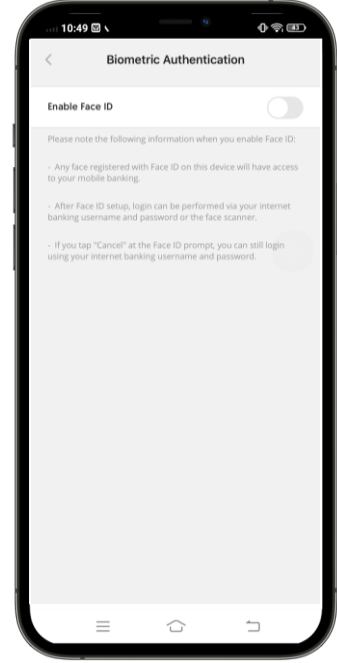 10:49
43
Biometric Authentication
Enable Face ID
Please note the following information when you enable Face ID:
- Any face registered with Face ID on this device will have access
to your mobile banking.
- After Face ID setup, login can be performed via your internet
banking username and password or the face scanner.
- If you tap "Cancel" at the Face ID prompt, you can still login
using your internet banking username and password.